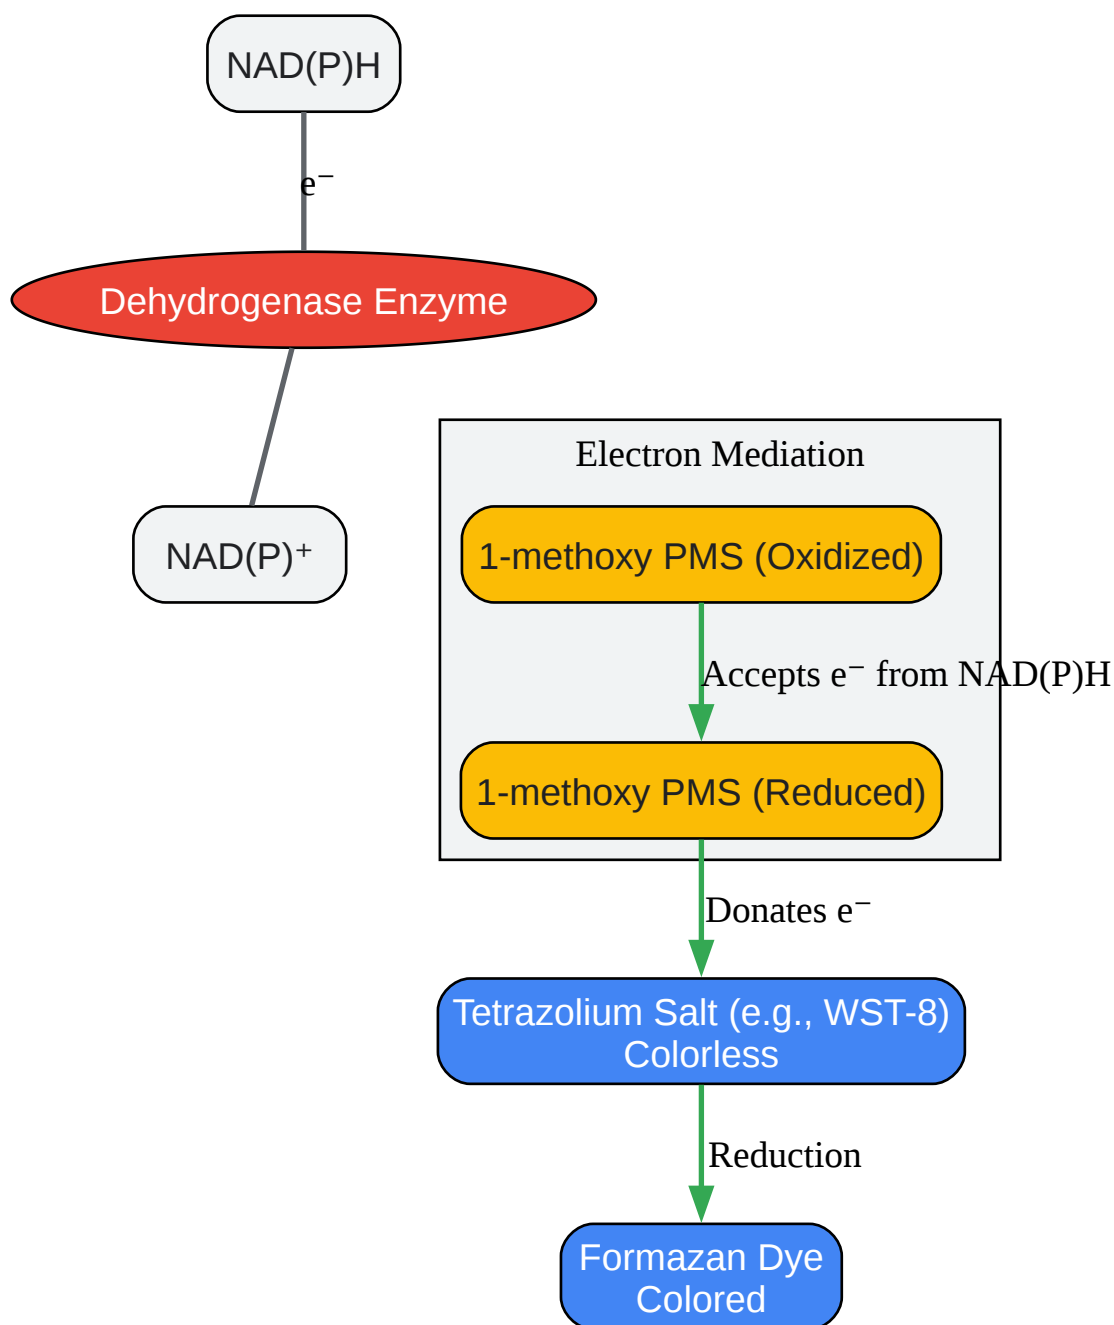 NAD(P)H
e⁻
Dehydrogenase Enzyme
Electron Mediation
NAD(P)⁺
1-methoxy PMS (Oxidized)
Accepts e⁻ from NAD(P)H
1-methoxy PMS (Reduced)
Donates e⁻
Tetrazolium Salt (e.g., WST-8)
Colorless
Reduction
Formazan Dye
Colored